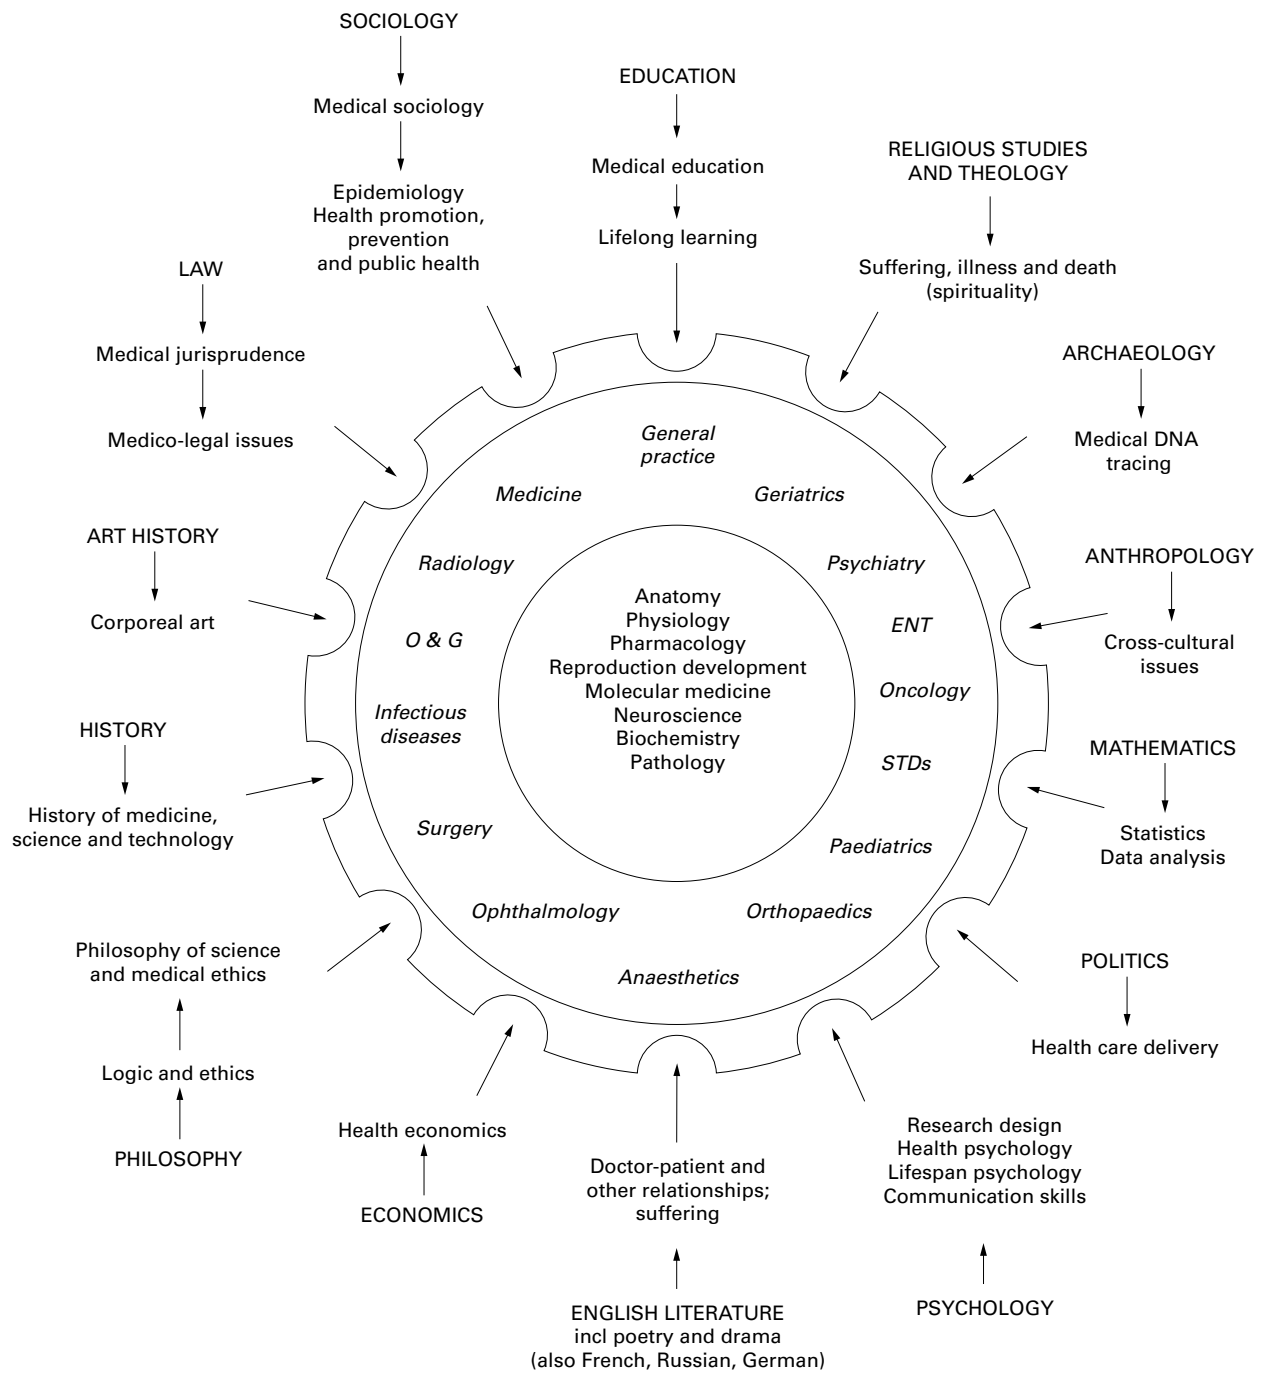 SOCIOLOGY
Medical sociology
Epidemiology
Health promotion,
prevention
and public health
EDUCATION
Medical education
Lifelong learning
RELIGIOUS STUDIES
AND THEOLOGY
Suffering, illness and death
(spirituality)
LAW
Medical jurisprudence
Medico-legal issues
ARCHAEOLOGY
Medical DNA
tracing
ART HISTORY
Corporeal art
ANTHROPOLOGY
Cross-cultural
issues
HISTORY
History of medicine,
science and technology
MATHEMATICS
Statistics
Data analysis
General
practice
Medicine
Geriatrics
Radiology
Psychiatry
O & G
ENT
Infectious
diseases
Oncology
STDs
Surgery
Paediatrics
Ophthalmology
Orthopaedics
Anaesthetics
Anatomy
Physiology
Pharmacology
Reproduction development
Molecular medicine
Neuroscience
Biochemistry
Pathology
Philosophy of science
and medical ethics
Logic and ethics
PHILOSOPHY
POLITICS
Health care delivery
Health economics
ECONOMICS
Doctor-patient and
other relationships;
suffering
ENGLISH LITERATURE
incl poetry and drama
(also French, Russian, German)
Research design
Health psychology
Lifespan psychology
Communication skills
PSYCHOLOGY